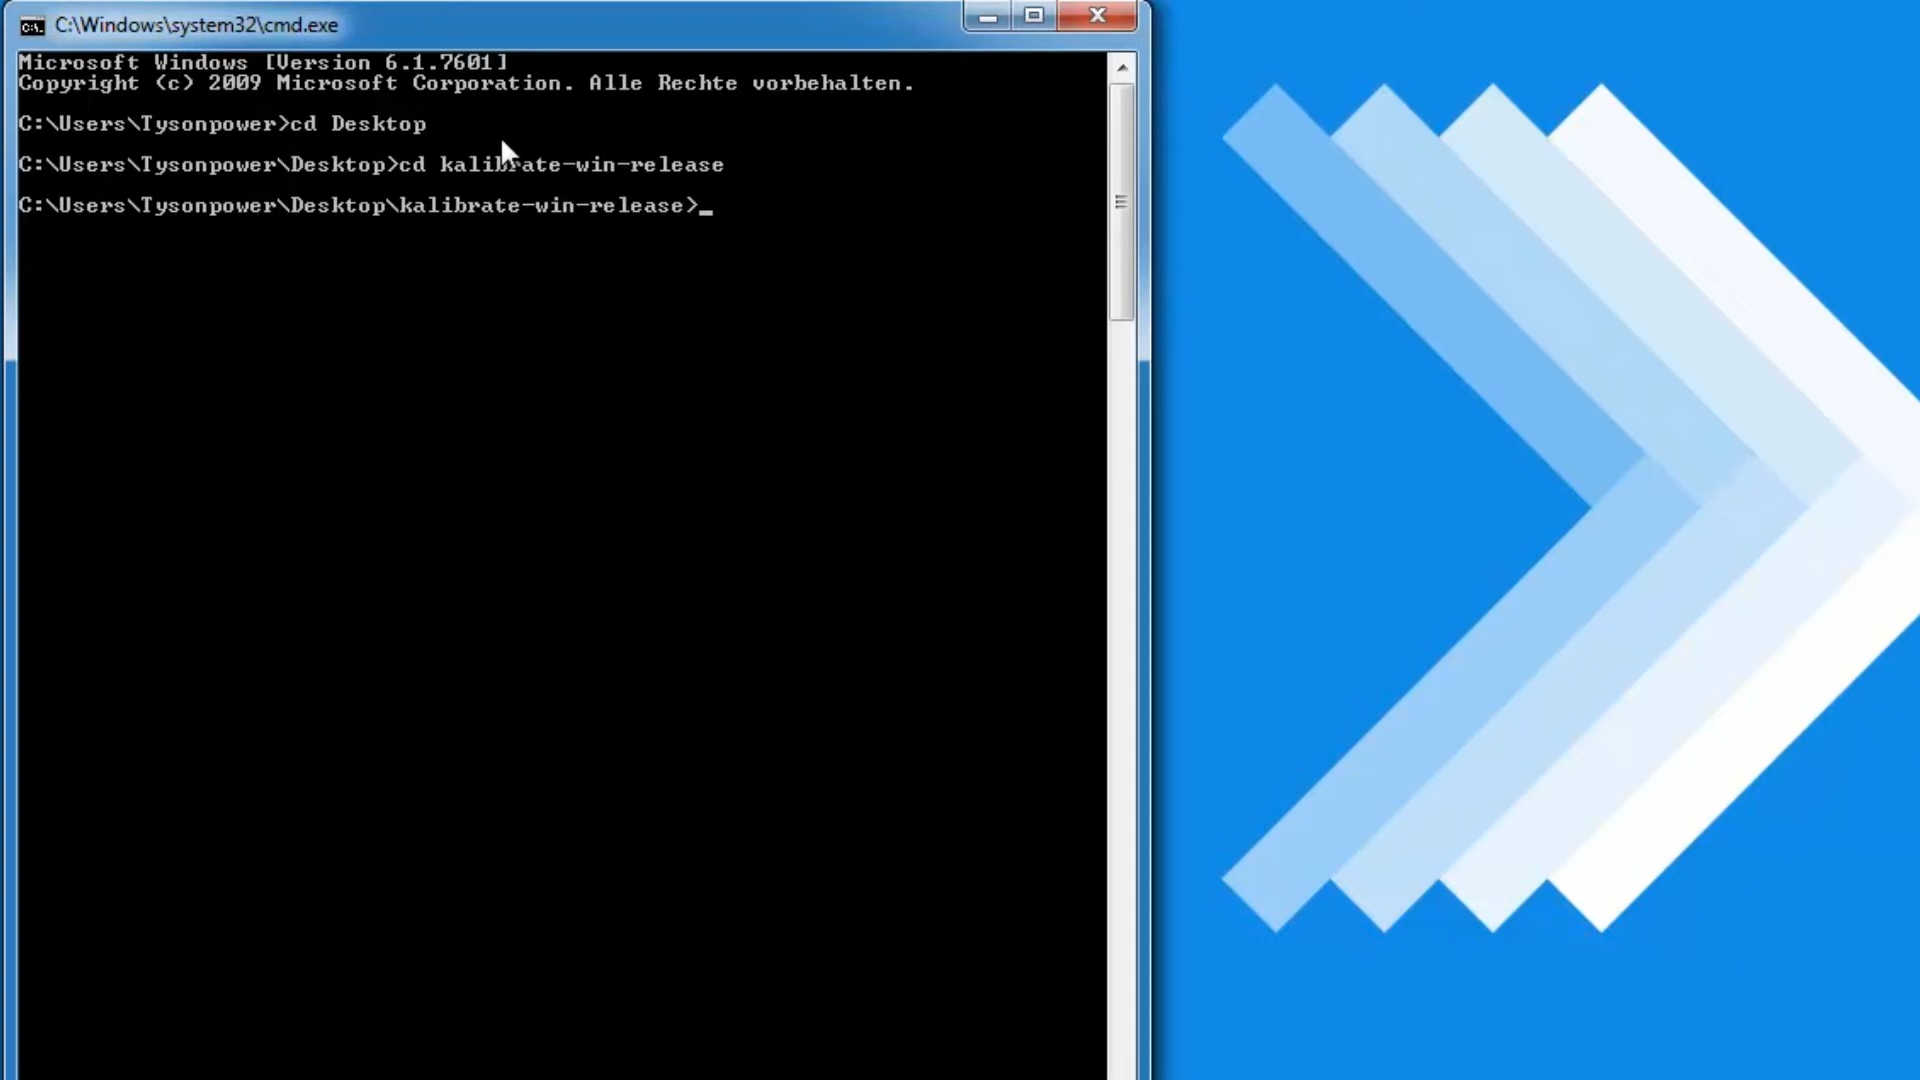 C:\Windows\system32\cmd.exe
Microsoft Windows [Version 6.1.7601]
Copyright (c) 2009 Microsoft Corporation. Alle Rechte vorbehalten.
C:\Users\Tysonpower>cd Desktop
C:\Users\Tysonpower\Desktop>cd kalibrate-win-release
C:\Users\Tysonpower\Desktop\kalibrate-win-release>_